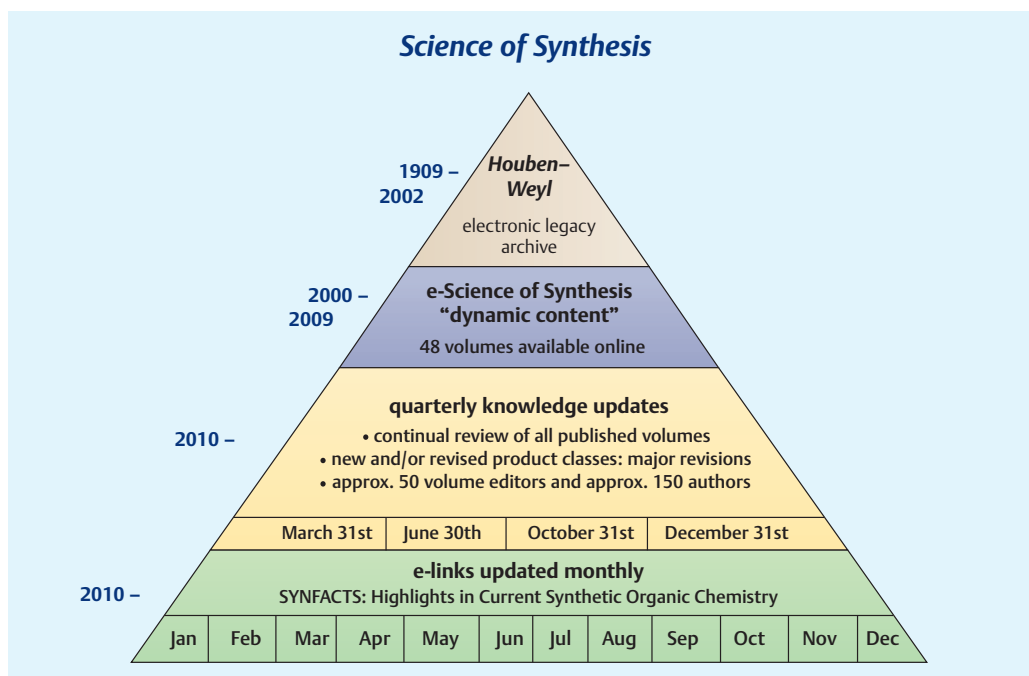 Science of Synthesis
1909 –
2002
Houben–
Weyl
electronic legacy
archive
2000 –
2009
e-Science of Synthesis
“dynamic content”
48 volumes available online
2010 –
quarterly knowledge updates
• continual review of all published volumes
• new and/or revised product classes: major revisions
• approx. 50 volume editors and approx. 150 authors
March 31st June 30th October 31st December 31st
2010 –
e-links updated monthly
SYNFACTS: Highlights in Current Synthetic Organic Chemistry
Jan Feb Mar Apr May Jun Jul Aug Sep Oct Nov Dec